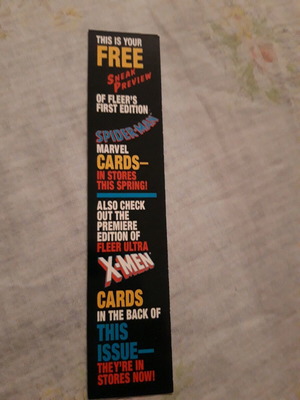 THIS IS YOUR
FREE
SNEAK
PREVIEW
OF FLEER'S
FIRST EDITION
SPIDER-MAN
MARVEL
CARDS—
IN STORES
THIS SPRING!
ALSO CHECK
OUT THE
PREMIERE
EDITION OF
FLEER ULTRA
X-MEN
CARDS
IN THE BACK OF
THIS
ISSUE—
THEY'RE IN
STORES NOW!